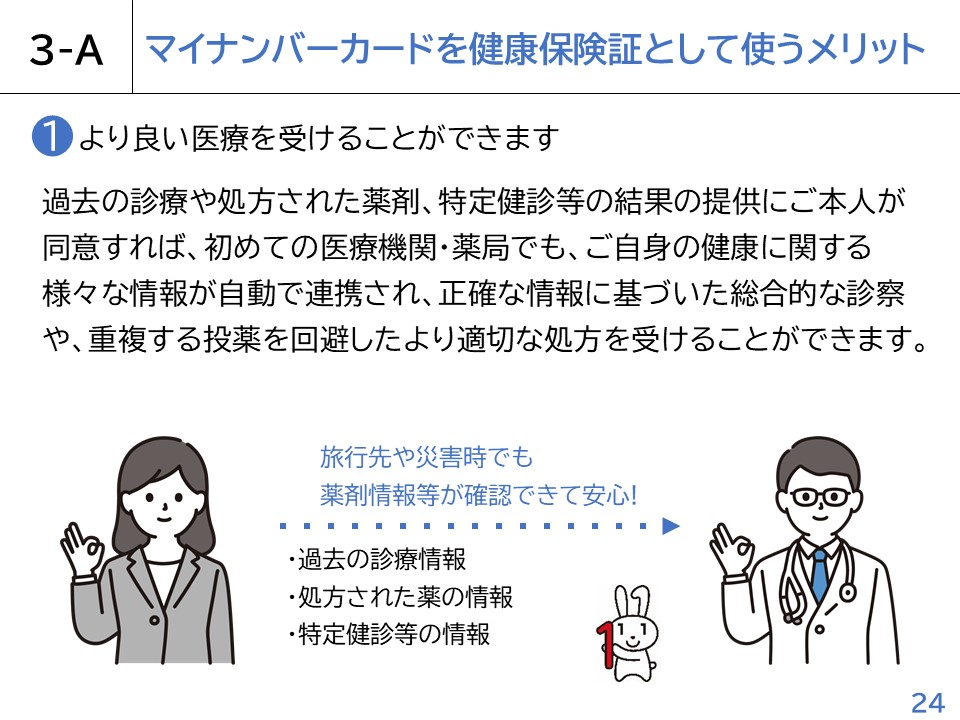 3-A
マイナンバーカードを健康保険証として使うメリット
1 より良い医療を受けることができます
過去の診療や処方された薬剤、特定健診等の結果の提供にご本人が
同意すれば、初めての医療機関・薬局でも、ご自身の健康に関する
様々な情報が自動で連携され、正確な情報に基づいた総合的な診察
や、重複する投薬を回避したより適切な処方を受けることができます。
旅行先や災害時でも
薬剤情報等が確認できて安心!
・過去の診療情報
・処方された薬の情報
・特定健診等の情報
1
24